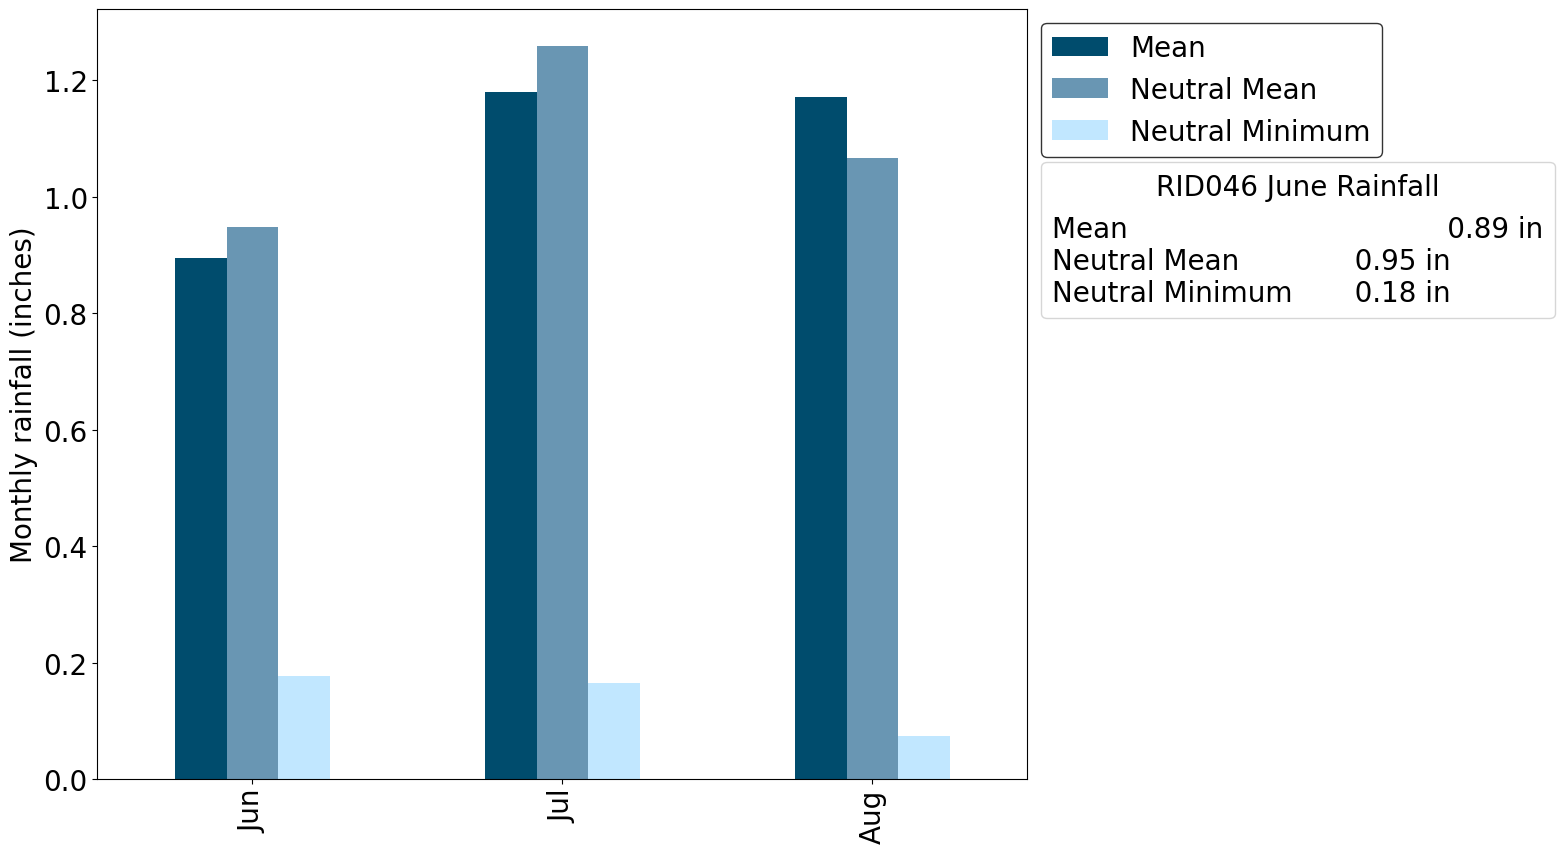 Monthly rainfall (inches)
1.2
1.0
0.8
0.6
0.4
0.2
0.0
Jun
Jul
Aug
Mean
Neutral Mean
Neutral Minimum
RID046 June Rainfall
Mean 0.89 in
Neutral Mean 0.95 in
Neutral Minimum 0.18 in